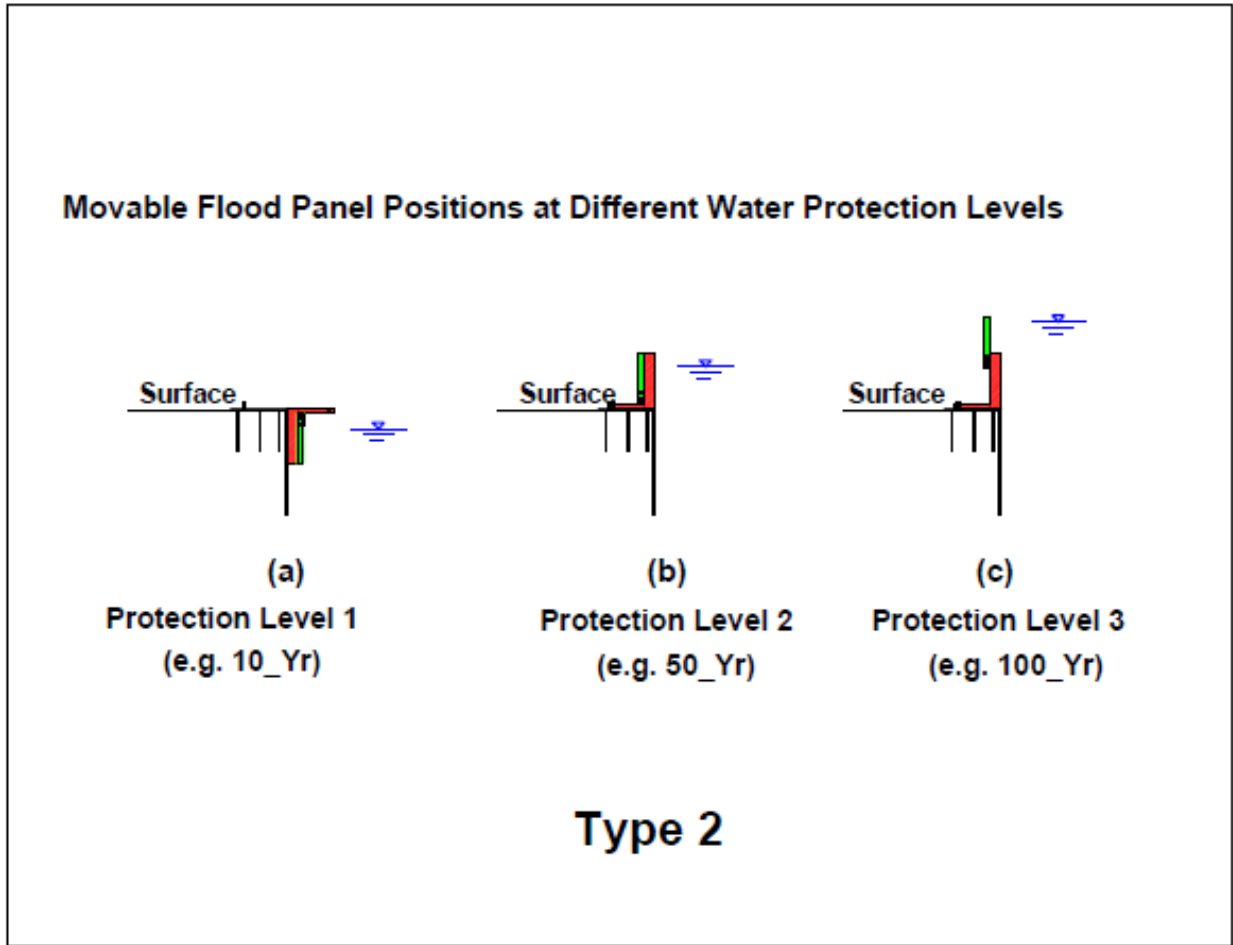 Movable Flood Panel Positions at Different Water Protection Levels
Surface
Surface
Surface
(a)
(b)
(c)
Protection Level 1
(e.g. 10_Yr)
Protection Level 2
(e.g. 50_Yr)
Protection Level 3
(e.g. 100_Yr)
Type 2